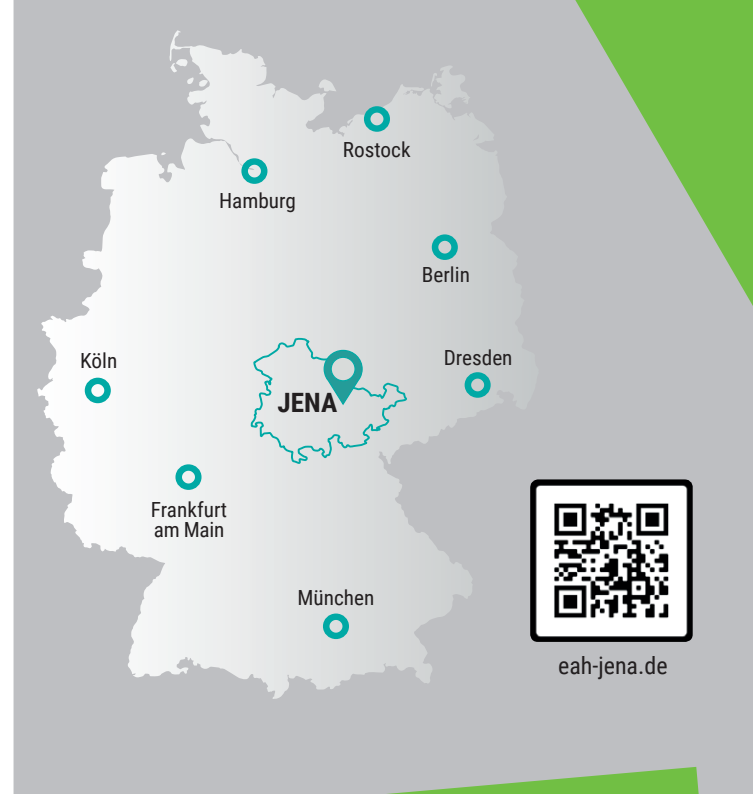 Rostock
Hamburg
Berlin
Köln
Dresden
JENA
Frankfurt
am Main
München
eah-jena.de